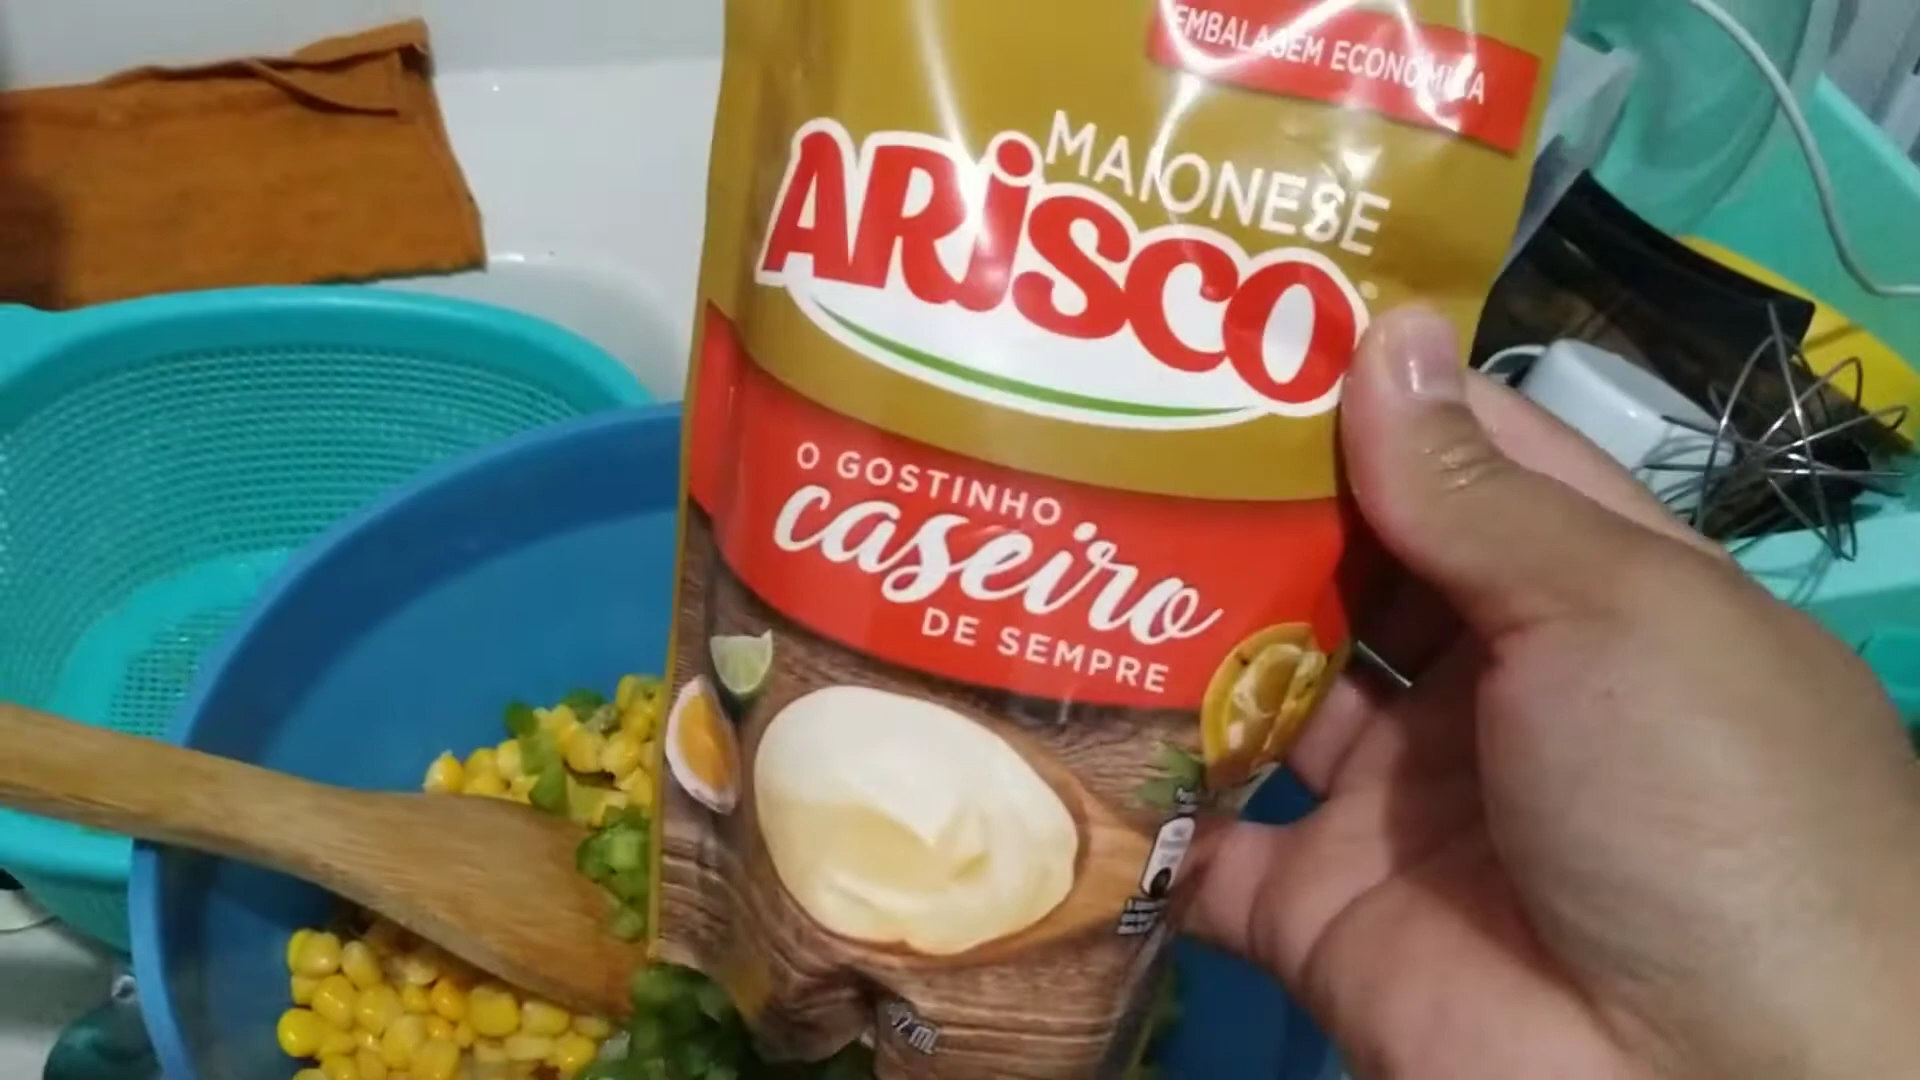 EMBALAGEM ECONÔMICA
MAIONESE
ARISCO
O GOSTINHO
caseiro
DE SEMPRE